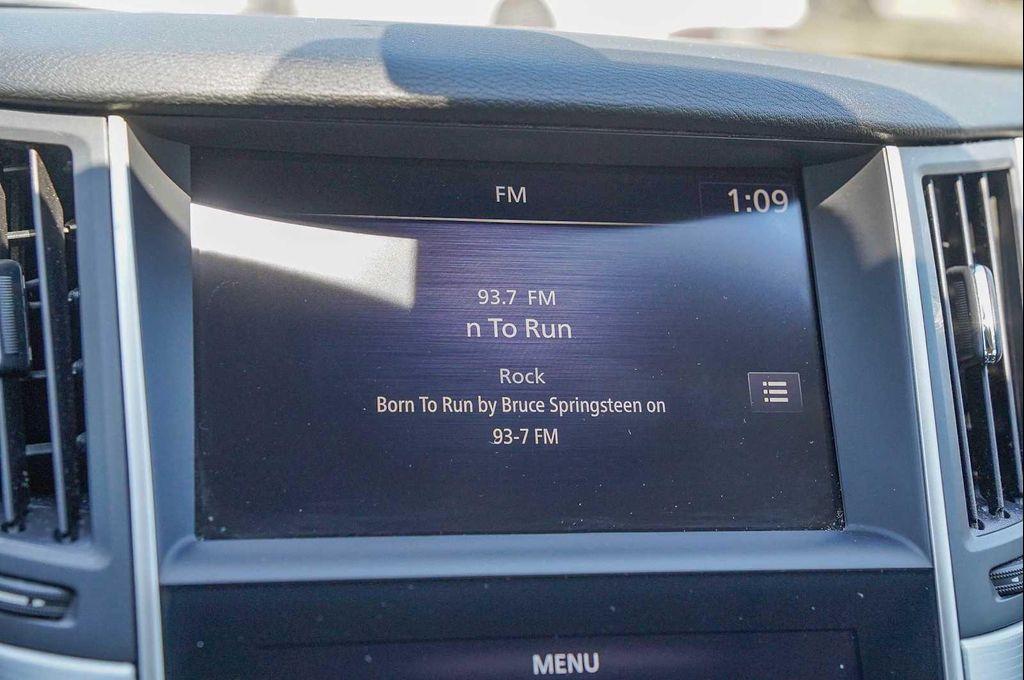 FM
1:09
93.7 FM
n To Run
Rock
Born To Run by Bruce Springsteen on
93-7 FM
MENU